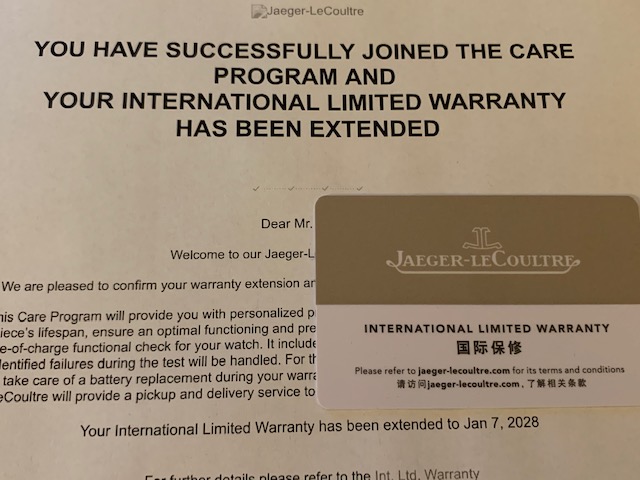 Jaeger-LeCoultre
YOU HAVE SUCCESSFULLY JOINED THE CARE
PROGRAM AND
YOUR INTERNATIONAL LIMITED WARRANTY
HAS BEEN EXTENDED
Dear Mr.
Welcome to our Jaeger-L
We are pleased to confirm your warranty extension an
his Care Program will provide you with personalized p
iece's lifespan, ensure an optimal functioning and pre
e-of-charge functional check for your watch. It include
dentified failures during the test will be handled. For th
take care of a battery replacement during your warra
eCoultre will provide a pickup and delivery service to
JAEGER-LECOULTRE
INTERNATIONAL LIMITED WARRANTY
国际保修
Please refer to jaeger-lecoultre.com for its terms and conditions
请访问jaeger-lecoultre.com，了解相关条款
Your International Limited Warranty has been extended to Jan 7, 2028
For further details please refer to the Int. Ltd. Warranty